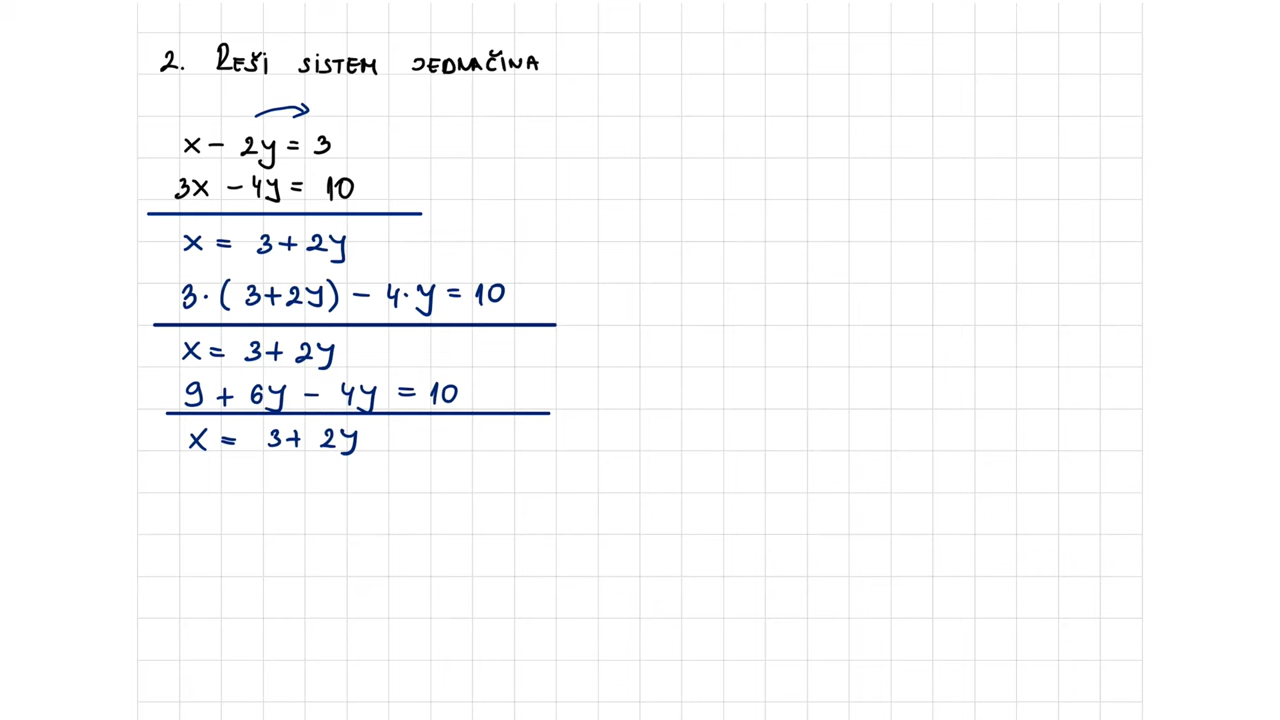 2. Reši sistem jednačina
x - 2y = 3
3x - 4y = 10
x = 3 + 2y
3·( 3+2y) - 4·y = 10
x = 3 + 2y
9 + 6y - 4y = 10
x = 3 + 2y